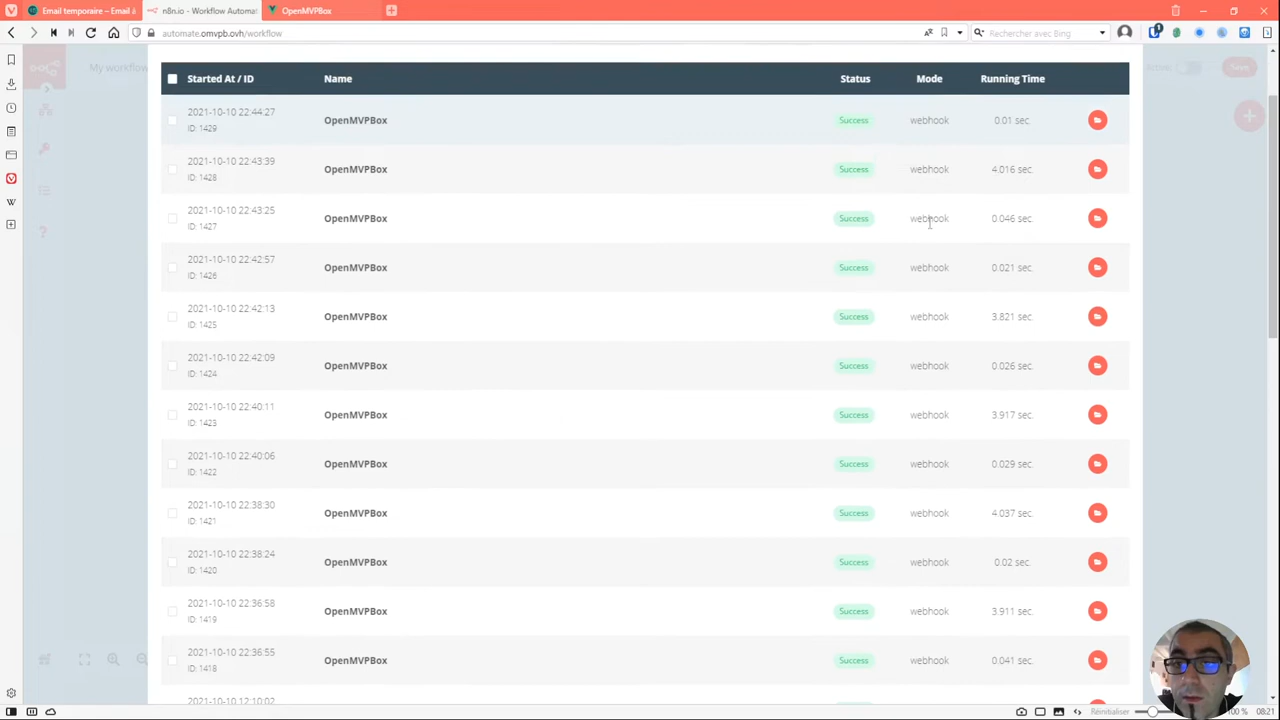 Email temporaire – Email à
n8n.io - Workflow Automat
OpenMVPBox
automate.omvpb.ovh/workflow
Rechercher avec Bing
My workflow
Active
Save
Started At / ID Name Status Mode Running Time
2021-10-10 22:44:27
ID: 1429
OpenMVPBox Success webhook 0.01 sec.
2021-10-10 22:43:39
ID: 1428
OpenMVPBox Success webhook 4.016 sec.
2021-10-10 22:43:25
ID: 1427
OpenMVPBox Success webhook 0.046 sec.
2021-10-10 22:42:57
ID: 1426
OpenMVPBox Success webhook 0.021 sec.
2021-10-10 22:42:13
ID: 1425
OpenMVPBox Success webhook 3.821 sec.
2021-10-10 22:42:09
ID: 1424
OpenMVPBox Success webhook 0.026 sec.
2021-10-10 22:40:11
ID: 1423
OpenMVPBox Success webhook 3.917 sec.
2021-10-10 22:40:06
ID: 1422
OpenMVPBox Success webhook 0.029 sec.
2021-10-10 22:38:30
ID: 1421
OpenMVPBox Success webhook 4.037 sec.
2021-10-10 22:38:24
ID: 1420
OpenMVPBox Success webhook 0.02 sec.
2021-10-10 22:36:58
ID: 1419
OpenMVPBox Success webhook 3.911 sec.
2021-10-10 22:36:55
ID: 1418
OpenMVPBox Success webhook 0.041 sec.
2021-10-10 12:10:02
Réinitialiser
08:21